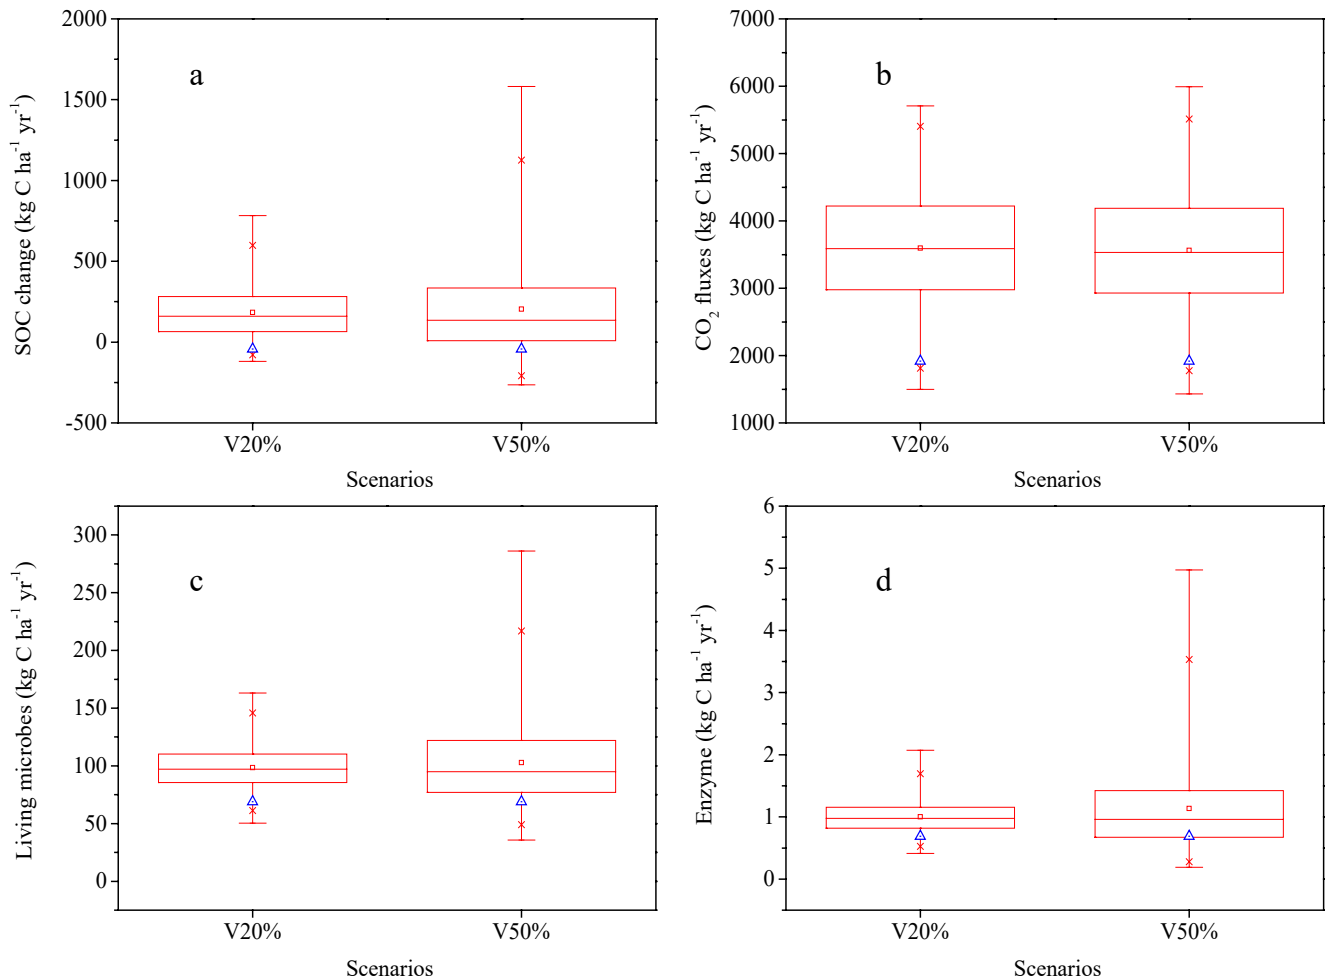 a
SOC change (kg C ha⁻¹ yr⁻¹)
2000
1500
1000
500
0
-500
V20% V50%
Scenarios
b
CO₂ fluxes (kg C ha⁻¹ yr⁻¹)
7000
6000
5000
4000
3000
2000
1000
V20% V50%
Scenarios
c
Living microbes (kg C ha⁻¹ yr⁻¹)
300
250
200
150
100
50
0
V20% V50%
Scenarios
d
Enzyme (kg C ha⁻¹ yr⁻¹)
6
5
4
3
2
1
0
V20% V50%
Scenarios